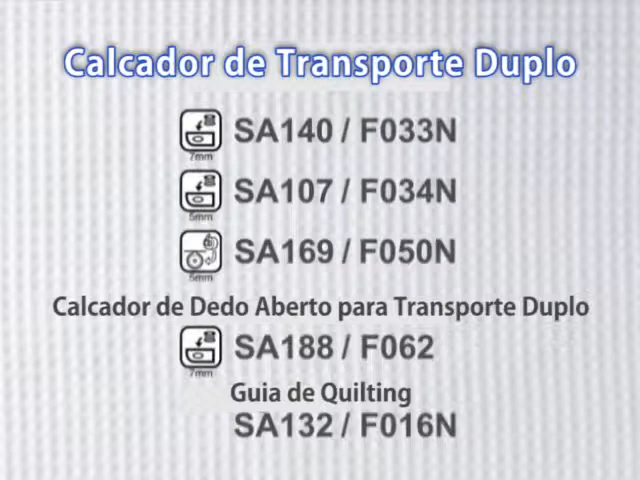 Calcador de Transporte Duplo
7mm
SA140 / F033N
5mm
SA107 / F034N
5mm
SA169 / F050N
Calcador de Dedo Aberto para Transporte Duplo
7mm
SA188 / F062
Guia de Quilting
SA132 / F016N